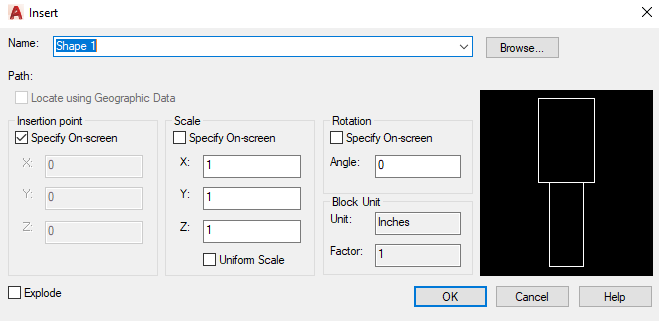 A Insert
Name: Shape 1 Browse...
Path:
Locate using Geographic Data
Insertion point Scale Rotation
Specify On-screen Specify On-screen Specify On-screen
X: 0 X: 1 Angle: 0
Y: 0 Y: 1 Block Unit
Z: 0 Z: 1 Unit: Inches
Uniform Scale Factor: 1
Explode OK Cancel Help